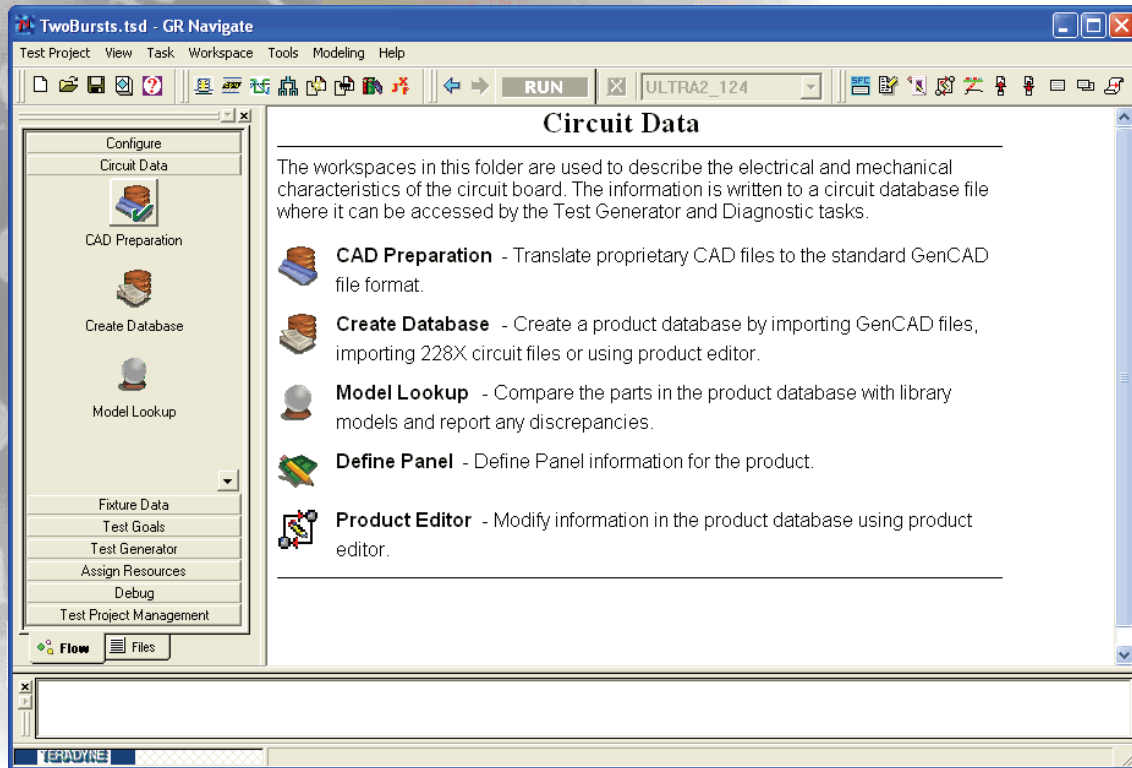 TwoBursts.tsd - GR Navigate
Test Project View Task Workspace Tools Modeling Help
RUN
ULTRA2_124
SFC
Configure
Circuit Data
CAD Preparation
Create Database
Model Lookup
Fixture Data
Test Goals
Test Generator
Assign Resources
Debug
Test Project Management
Flow Files
Circuit Data
The workspaces in this folder are used to describe the electrical and mechanical
characteristics of the circuit board. The information is written to a circuit database file
where it can be accessed by the Test Generator and Diagnostic tasks.
CAD Preparation - Translate proprietary CAD files to the standard GenCAD
file format.
Create Database - Create a product database by importing GenCAD files,
importing 228X circuit files or using product editor.
Model Lookup - Compare the parts in the product database with library
models and report any discrepancies.
Define Panel - Define Panel information for the product.
Product Editor - Modify information in the product database using product
editor.
TERADYNE